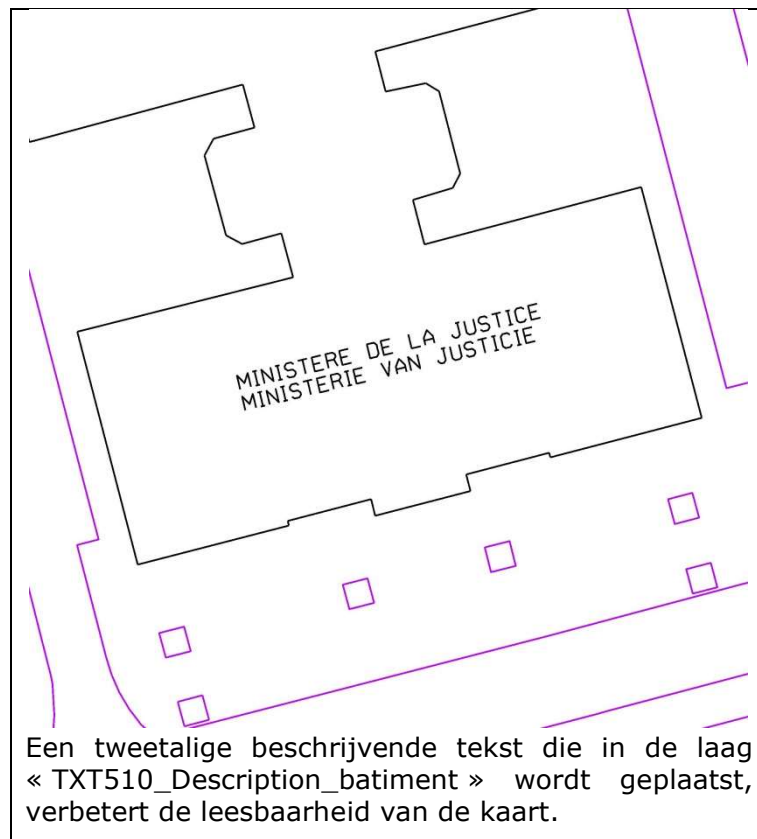 MINISTERE DE LA JUSTICE
MINISTERIE VAN JUSTICIE
Een tweetalige beschrijvende tekst die in de laag
« TXT510_Description_batiment » wordt geplaatst,
verbetert de leesbaarheid van de kaart.